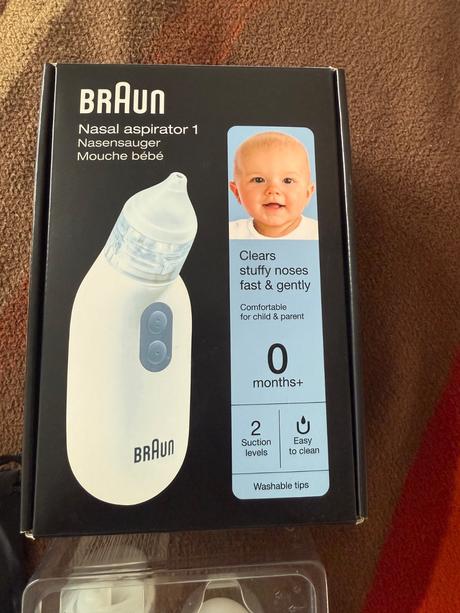 BRAUN
Nasal aspirator 1
Nasensauger
Mouche bébé
Clears
stuffy noses
fast & gently
Comfortable
for child & parent
0
months+
2
Suction
levels
Easy
to clean
Washable tips
BRAUN